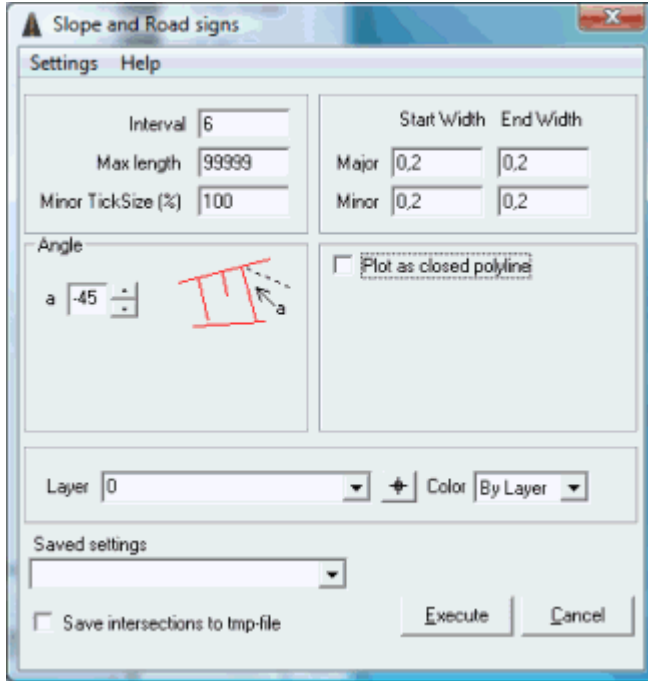 Slope and Road signs
Settings Help
Interval 6
Max length 99999
Minor TickSize (%) 100
Start Width End Width
Major 0,2 0,2
Minor 0,2 0,2
Angle
a -45
a
Plot as closed polyline
Layer 0
Color By Layer
Saved settings
Save intersections to tmp-file
Execute Cancel